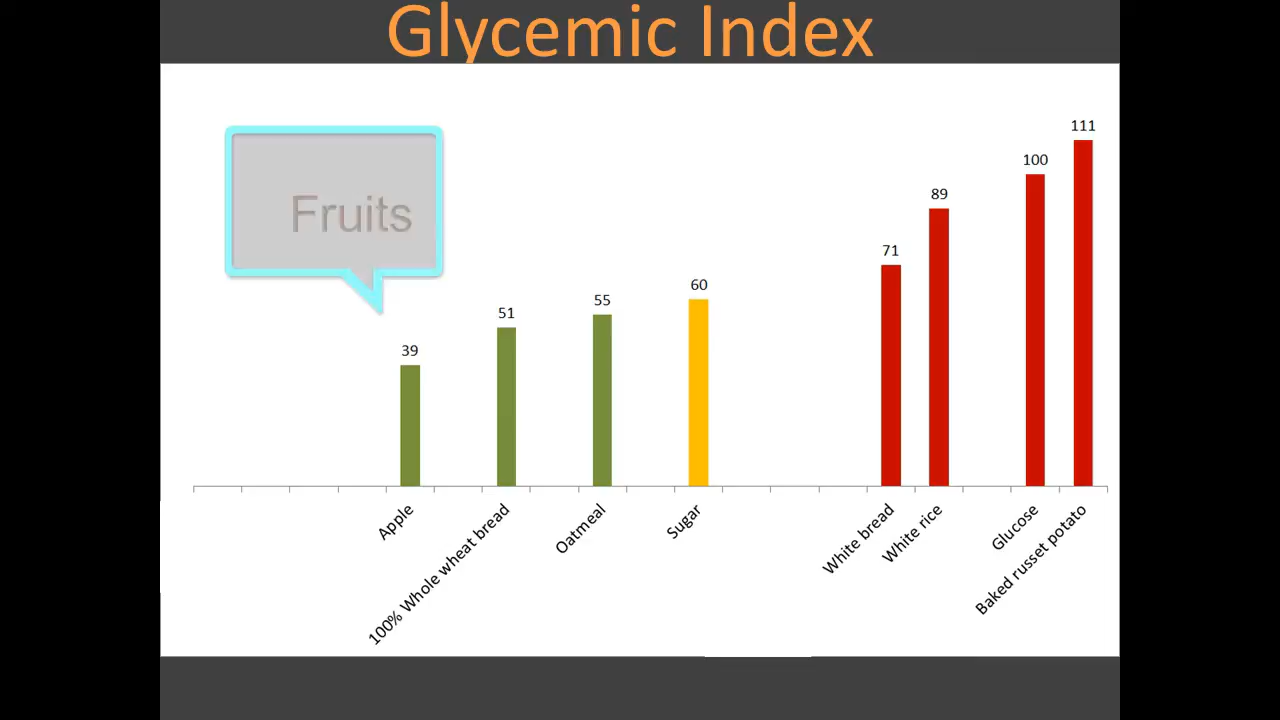 Glycemic Index
Fruits
111
100
89
71
60
55
51
39
Apple
100% Whole wheat bread
Oatmeal
Sugar
White bread
White rice
Glucose
Baked russet potato